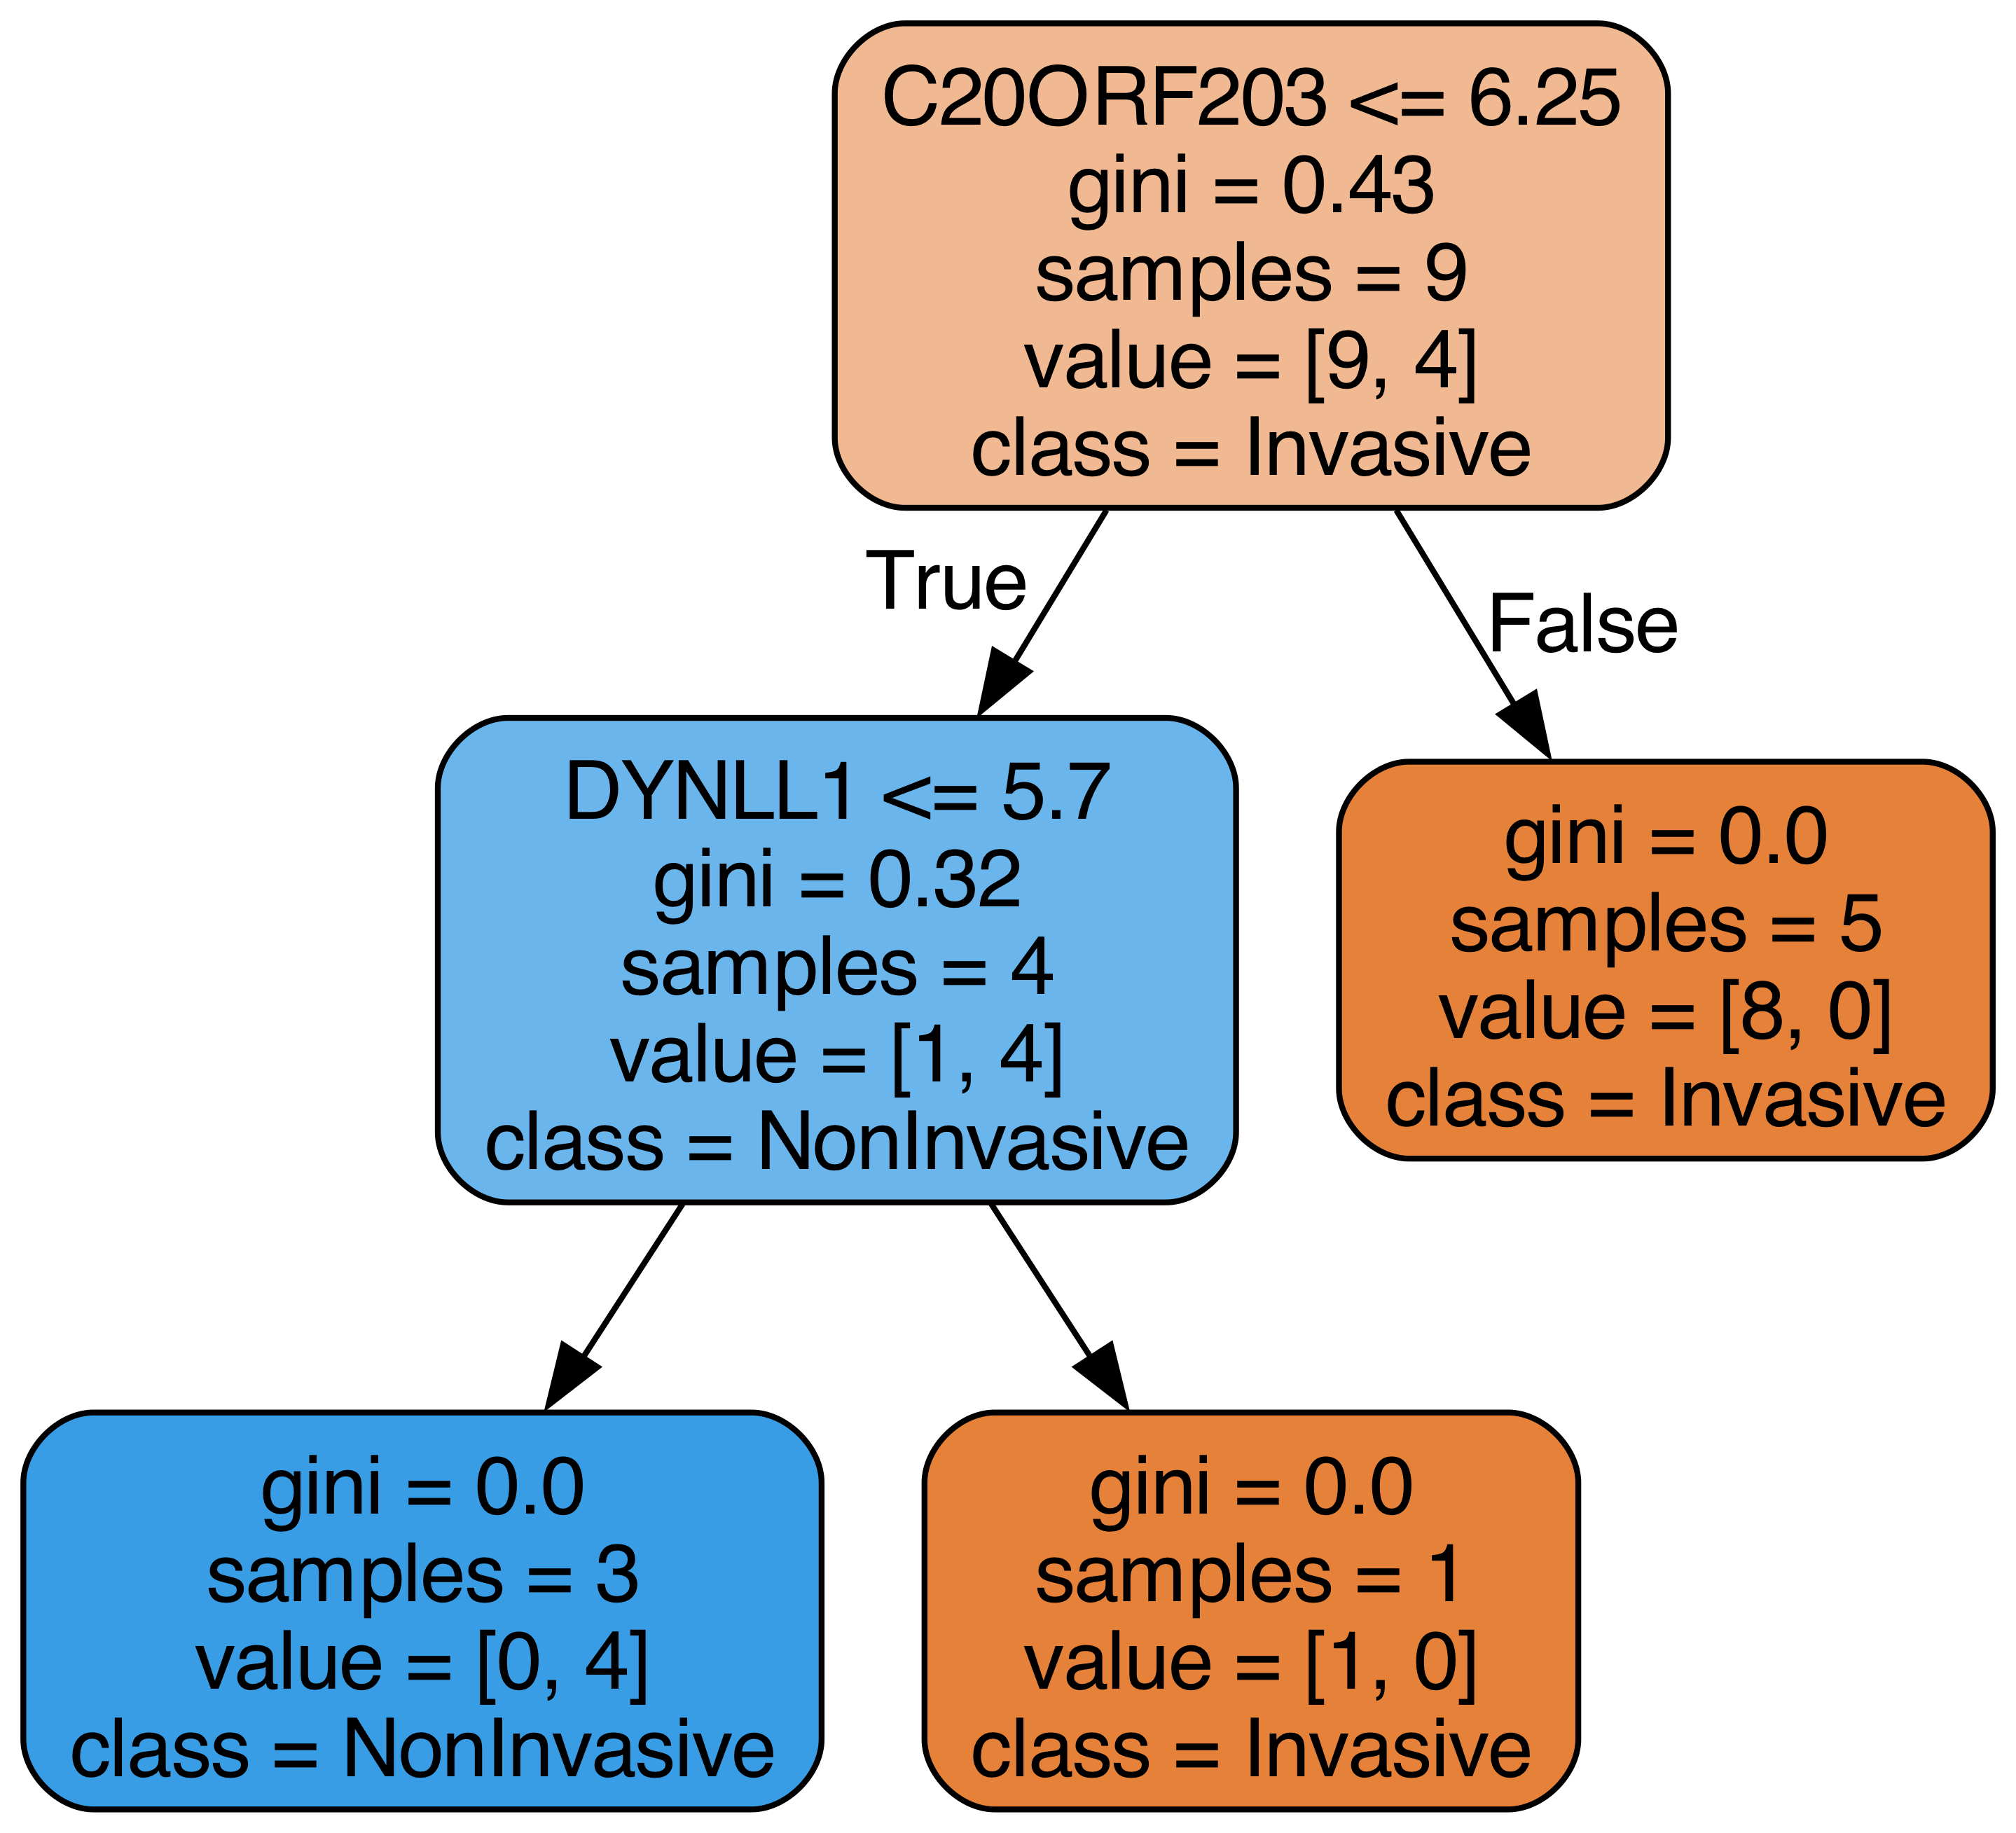 C20ORF203 <= 6.25
gini = 0.43
samples = 9
value = [9, 4]
class = Invasive
True
False
DYNLL1 <= 5.7
gini = 0.32
samples = 4
value = [1, 4]
class = NonInvasive
gini = 0.0
samples = 5
value = [8, 0]
class = Invasive
gini = 0.0
samples = 3
value = [0, 4]
class = NonInvasive
gini = 0.0
samples = 1
value = [1, 0]
class = Invasive